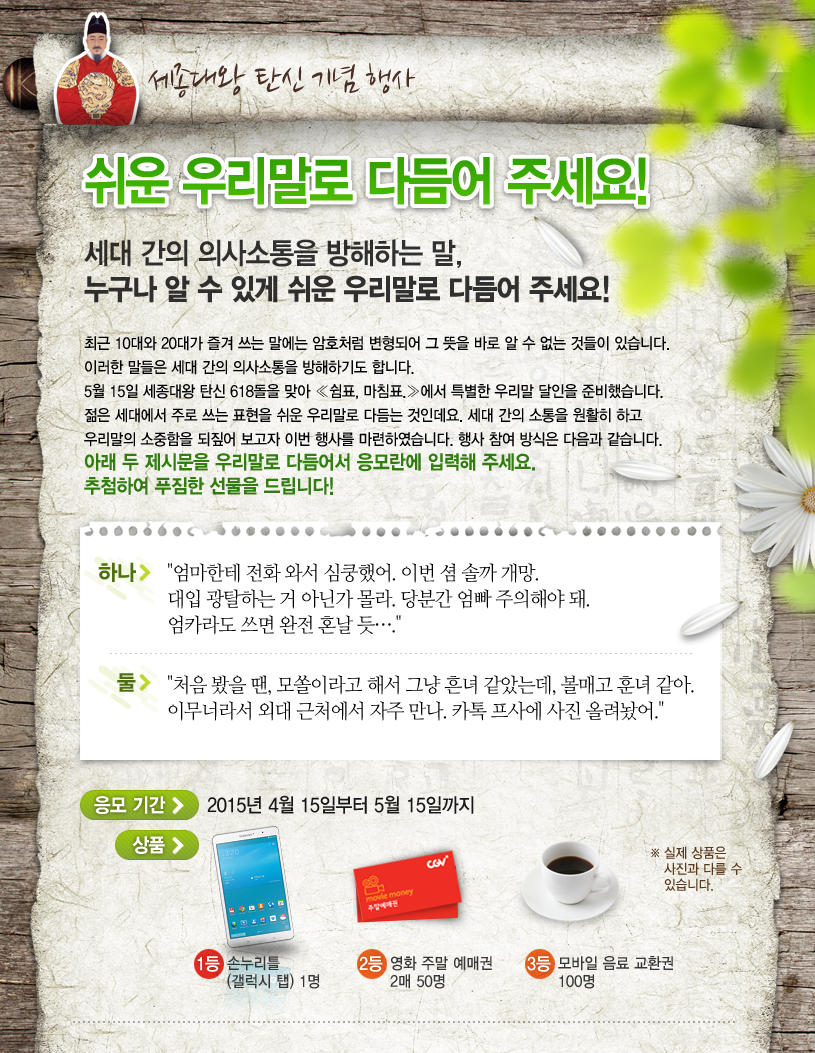 세종대왕 탄신 기념 행사
쉬운 우리말로 다듬어 주세요!
세대 간의 의사소통을 방해하는 말,
누구나 알 수 있게 쉬운 우리말로 다듬어 주세요!
최근 10대와 20대가 즐겨 쓰는 말에는 암호처럼 변형되어 그 뜻을 바로 알 수 없는 것들이 있습니다.
이러한 말들은 세대 간의 의사소통을 방해하기도 합니다.
5월 15일 세종대왕 탄신 618돌을 맞아 ≪쉼표, 마침표.≫에서 특별한 우리말 달인을 준비했습니다.
젊은 세대에서 주로 쓰는 표현을 쉬운 우리말로 다듬는 것인데요. 세대 간의 소통을 원활히 하고
우리말의 소중함을 되짚어 보고자 이번 행사를 마련하였습니다. 행사 참여 방식은 다음과 같습니다.
아래 두 제시문을 우리말로 다듬어서 응모란에 입력해 주세요.
추첨하여 푸짐한 선물을 드립니다!
하나 "엄마한테 전화 와서 심쿵했어. 이번 셤 솔까 개망.
대입 광탈하는 거 아닌가 몰라. 당분간 엄빠 주의해야 돼.
엄카라도 쓰면 완전 혼날 듯…."
둘 "처음 봤을 땐, 모쏠이라고 해서 그냥 흔녀 같았는데, 볼매고 훈녀 같아.
이무너라서 외대 근처에서 자주 만나. 카톡 프사에 사진 올려놨어."
응모 기간 2015년 4월 15일부터 5월 15일까지
상품
※ 실제 상품은
사진과 다를 수
있습니다.
CGV
movie money
주말예매권
1등 손누리틀
(갤럭시 탭) 1명
2등 영화 주말 예매권
2매 50명
3등 모바일 음료 교환권
100명